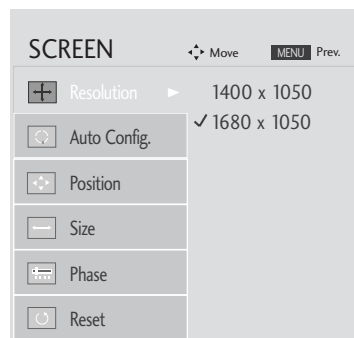 SCREEN Move MENU Prev.
Resolution 1400 x 1050
1680 x 1050
Auto Config.
Position
Size
Phase
Reset